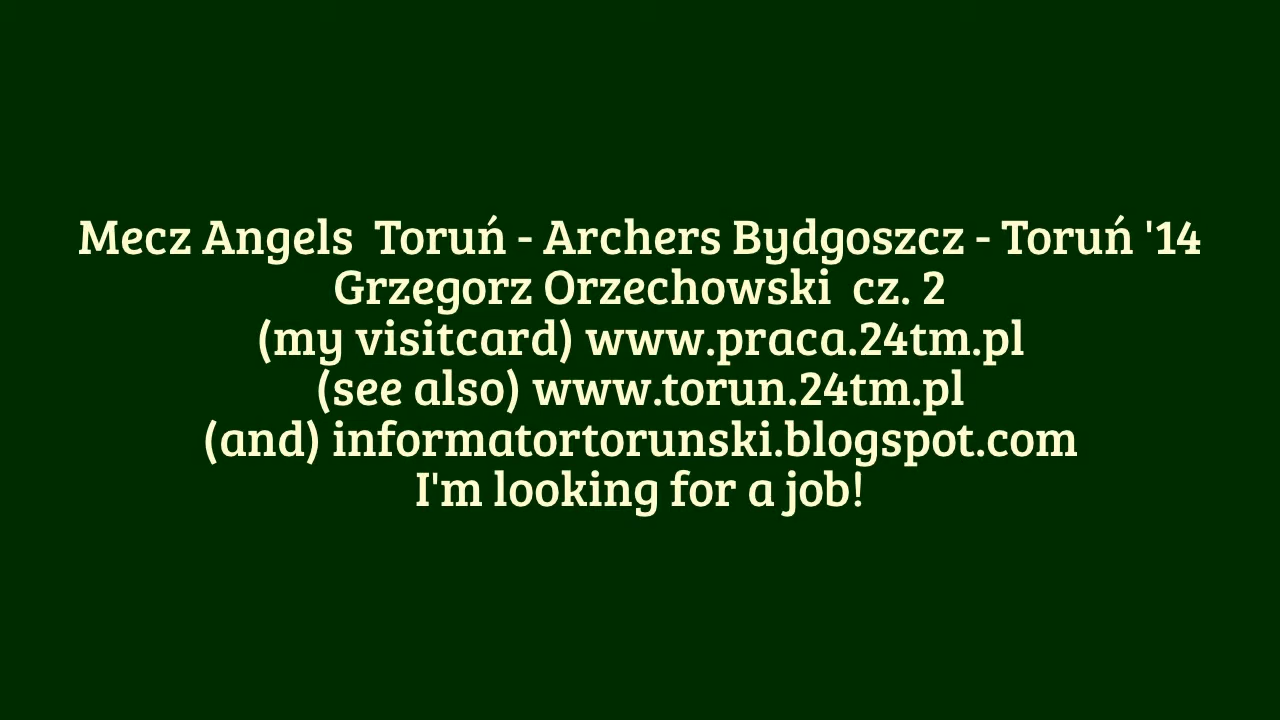 Mecz Angels  Toruń - Archers Bydgoszcz - Toruń '14
Grzegorz Orzechowski  cz. 2
(my visitcard) www.praca.24tm.pl
(see also) www.torun.24tm.pl
(and) informatortorunski.blogspot.com
I'm looking for a job!